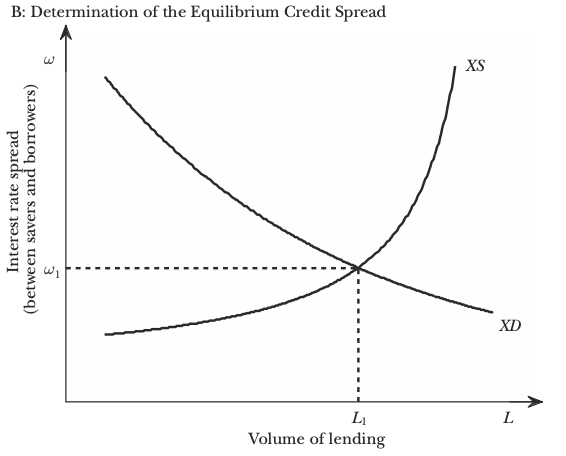 B: Determination of the Equilibrium Credit Spread
ω
XS
Interest rate spread
(between savers and borrowers)
ω1
XD
L1
L
Volume of lending